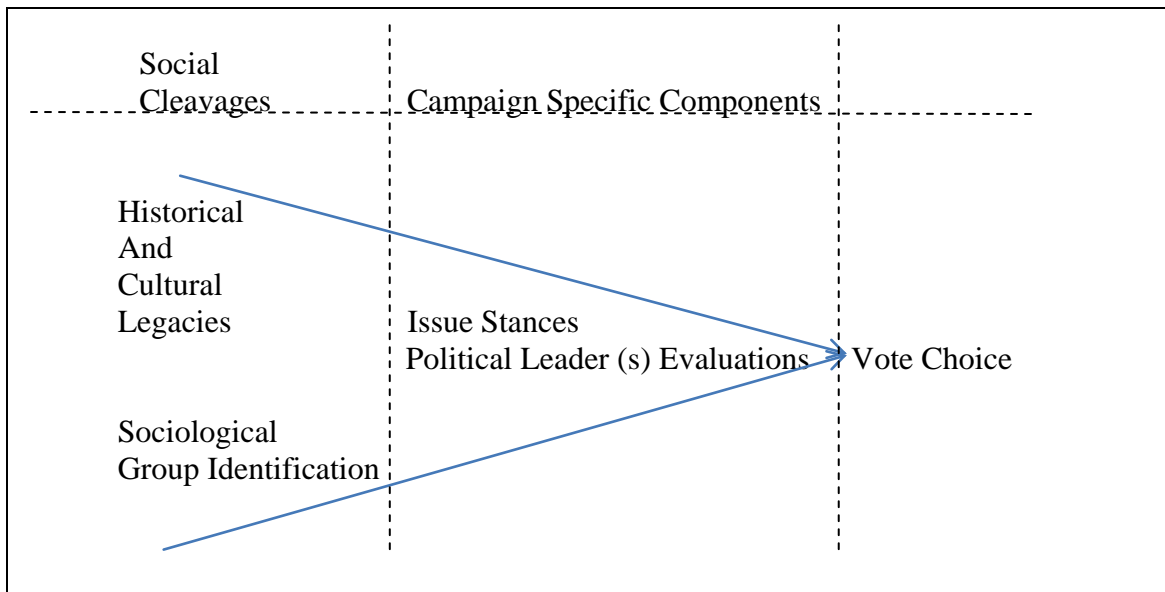 Social
Cleavages
Campaign Specific Components
Historical
And
Cultural
Legacies
Sociological
Group Identification
Issue Stances
Political Leader (s) Evaluations
Vote Choice